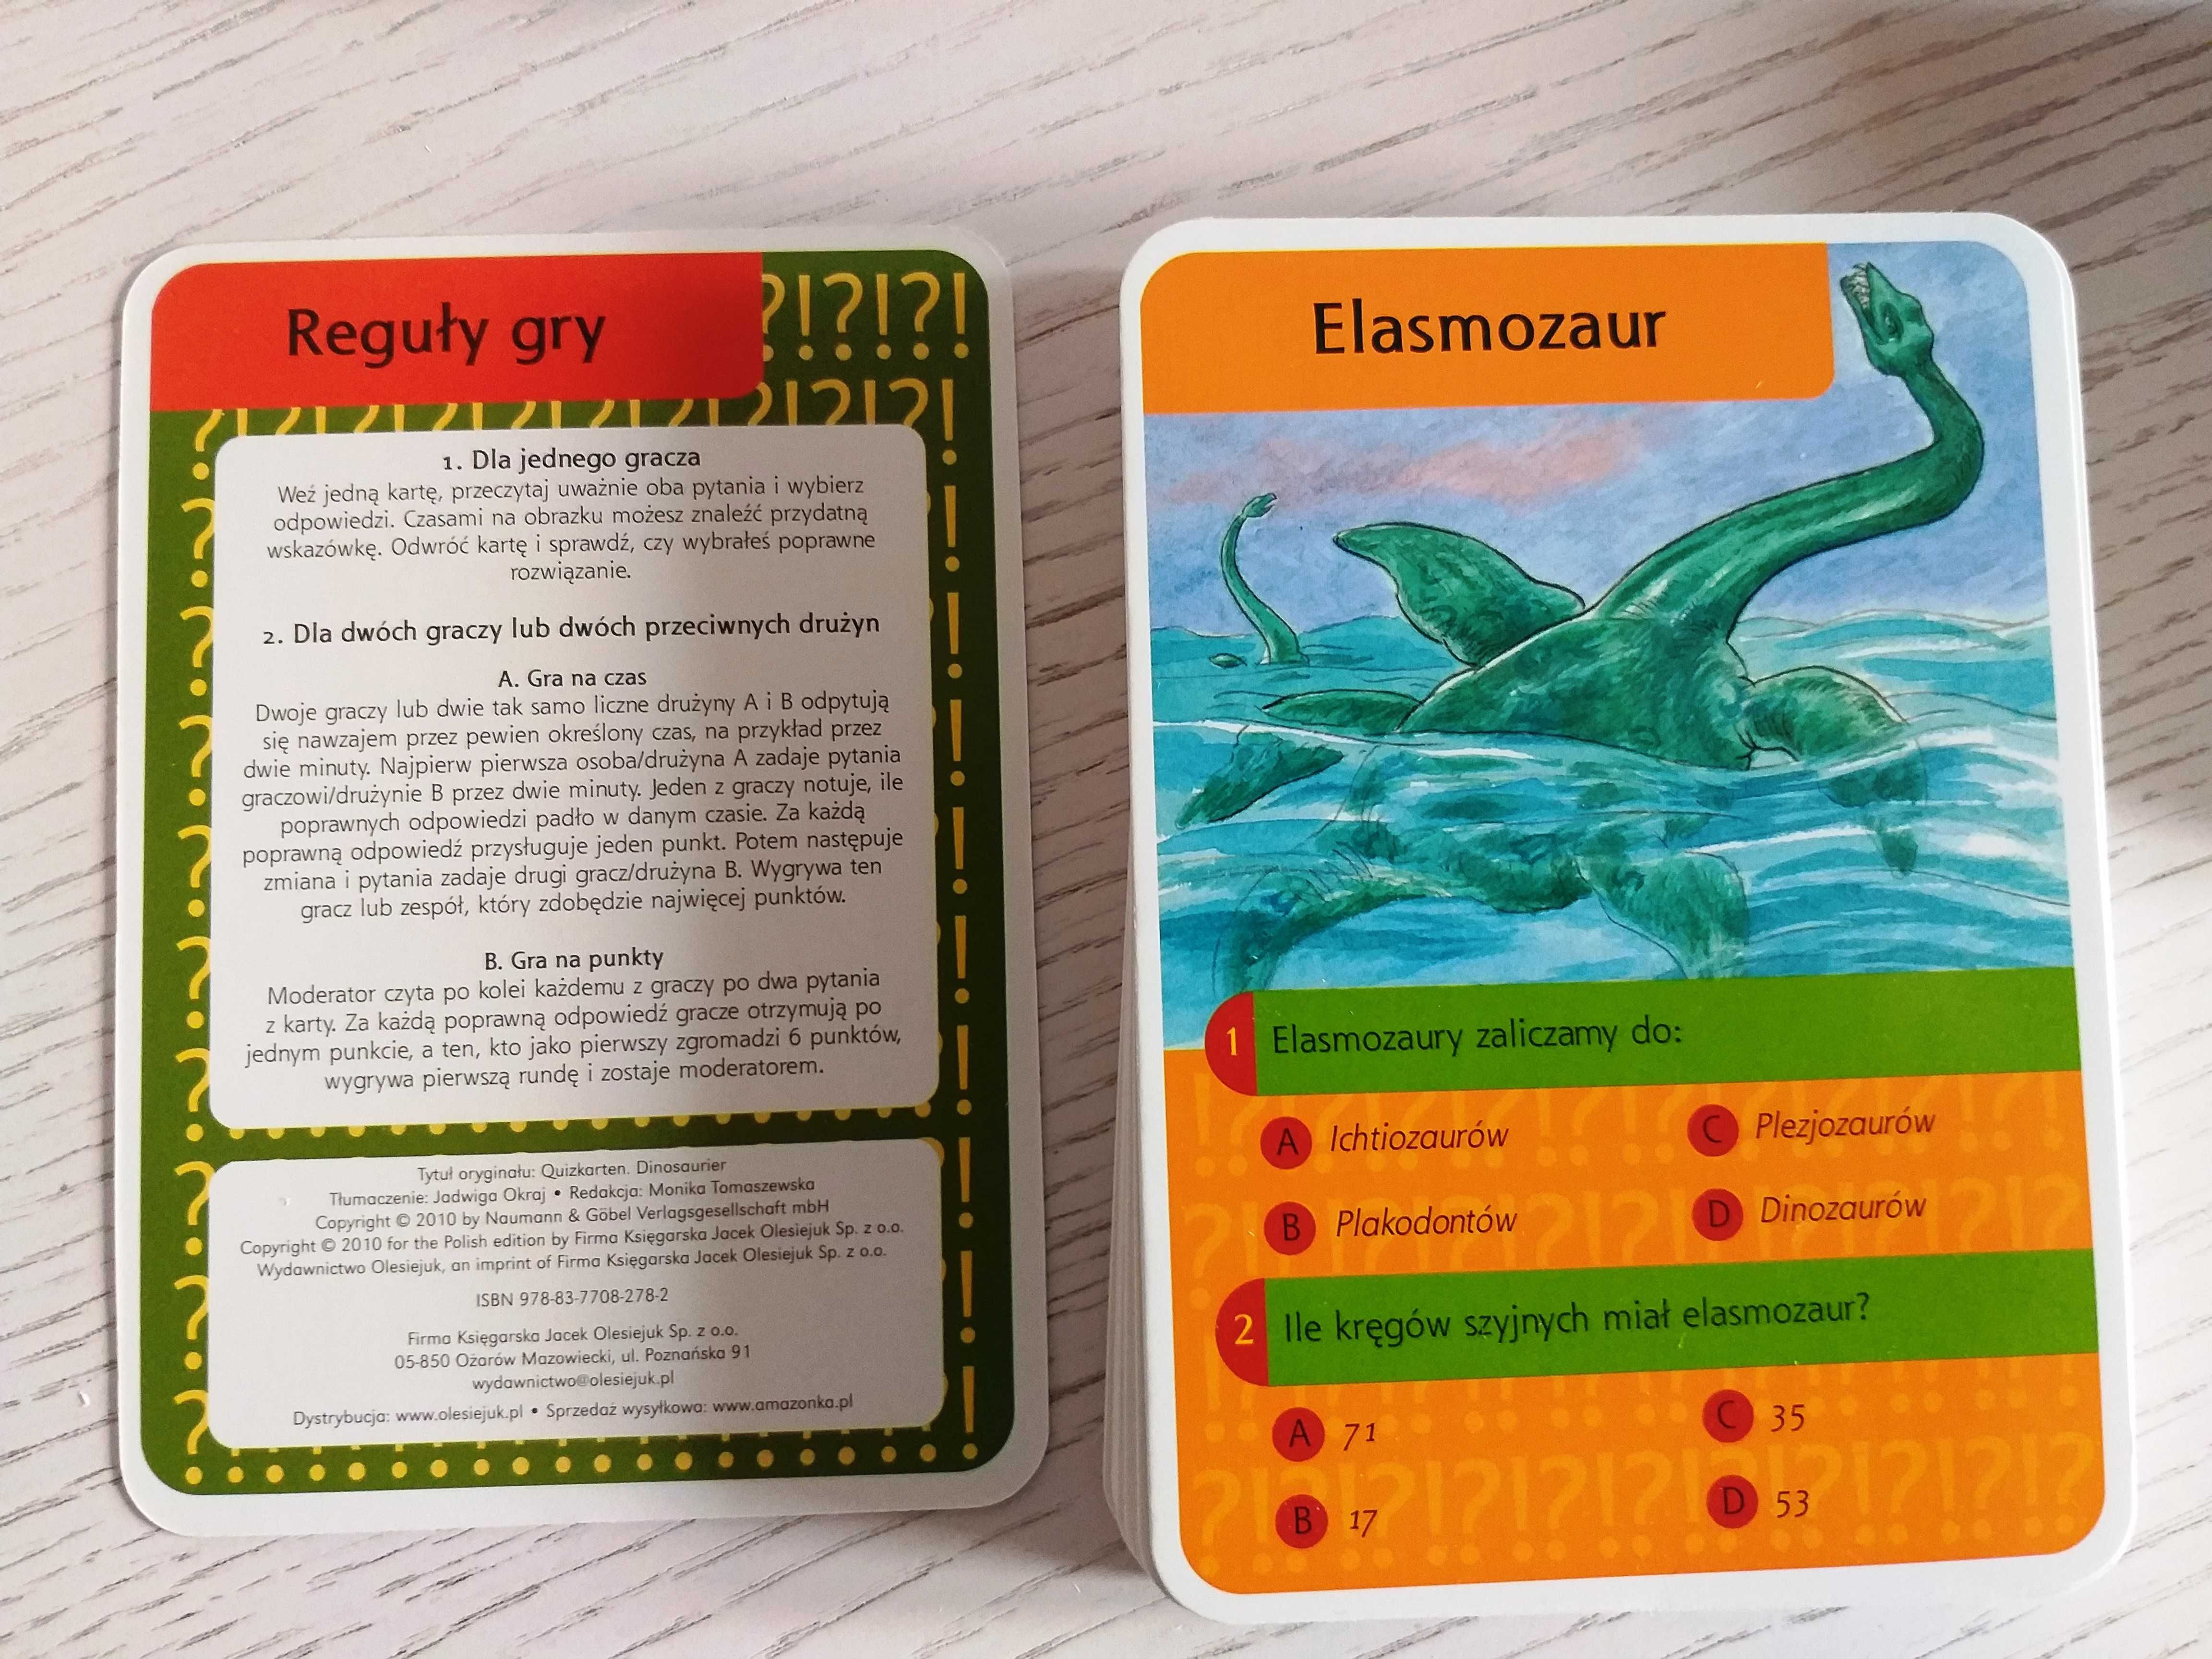 Reguły gry
1. Dla jednego gracza
Weź jedną kartę, przeczytaj uważnie oba pytania i wybierz
odpowiedzi. Czasami na obrazku możesz znaleźć przydatną
wskazówkę. Odwróć kartę i sprawdź, czy wybrałeś poprawne
rozwiązanie.
2. Dla dwóch graczy lub dwóch przeciwnych drużyn
A. Gra na czas
Dwoje graczy lub dwie tak samo liczne drużyny A i B odpytują
się nawzajem przez pewien określony czas, na przykład przez
dwie minuty. Najpierw pierwsza osoba/drużyna A zadaje pytania
graczowi/drużynie B przez dwie minuty. Jeden z graczy notuje, ile
poprawnych odpowiedzi padło w danym czasie. Za każdą
poprawną odpowiedź przysługuje jeden punkt. Potem następuje
zmiana i pytania zadaje drugi gracz/drużyna B. Wygrywa ten
gracz lub zespół, który zdobędzie najwięcej punktów.
B. Gra na punkty
Moderator czyta po kolei każdemu z graczy po dwa pytania
z karty. Za każdą poprawną odpowiedź gracze otrzymują po
jednym punkcie, a ten, kto jako pierwszy zgromadzi 6 punktów,
wygrywa pierwszą rundę i zostaje moderatorem.
Tytuł oryginału: Quizkarten. Dinosaurier
Tłumaczenie: Jadwiga Okraj • Redakcja: Monika Tomaszewska
Copyright © 2010 by Naumann & Göbel Verlagsgesellschaft mbH
Copyright © 2010 for the Polish edition by Firma Księgarska Jacek Olesiejuk Sp. z o.o.
Wydawnictwo Olesiejuk, an imprint of Firma Księgarska Jacek Olesiejuk Sp. z o.o.
ISBN 978-83-7708-278-2
Firma Księgarska Jacek Olesiejuk Sp. z o.o.
05-850 Ożarów Mazowiecki, ul. Poznańska 91
wydawnictwo@olesiejuk.pl
Dystrybucja: www.olesiejuk.pl • Sprzedaż wysyłkowa: www.amazonka.pl
Elasmozaur
1 Elasmozaury zaliczamy do:
A Ichtiozaurów
C Plezjozaurów
B Plakodontów
D Dinozaurów
2 Ile kręgów szyjnych miał elasmozaur?
A 71
C 35
B 17
D 53